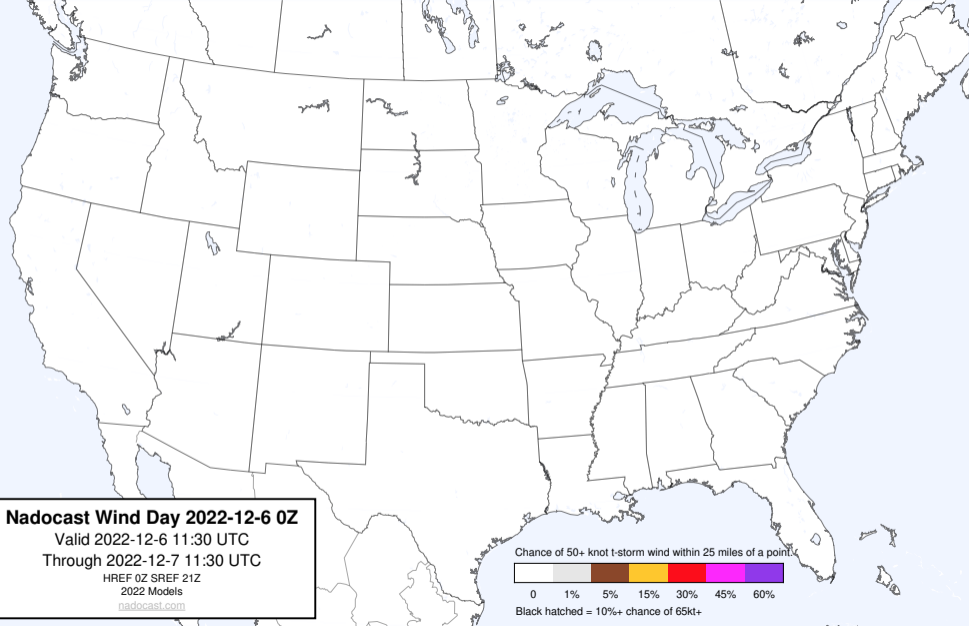 Nadocast Wind Day 2022-12-6 0Z
Valid 2022-12-6 11:30 UTC
Through 2022-12-7 11:30 UTC
HREF 0Z SREF 21Z
2022 Models
nadocast.com
Chance of 50+ knot t-storm wind within 25 miles of a point.
0 1% 5% 15% 30% 45% 60%
Black hatched = 10%+ chance of 65kt+